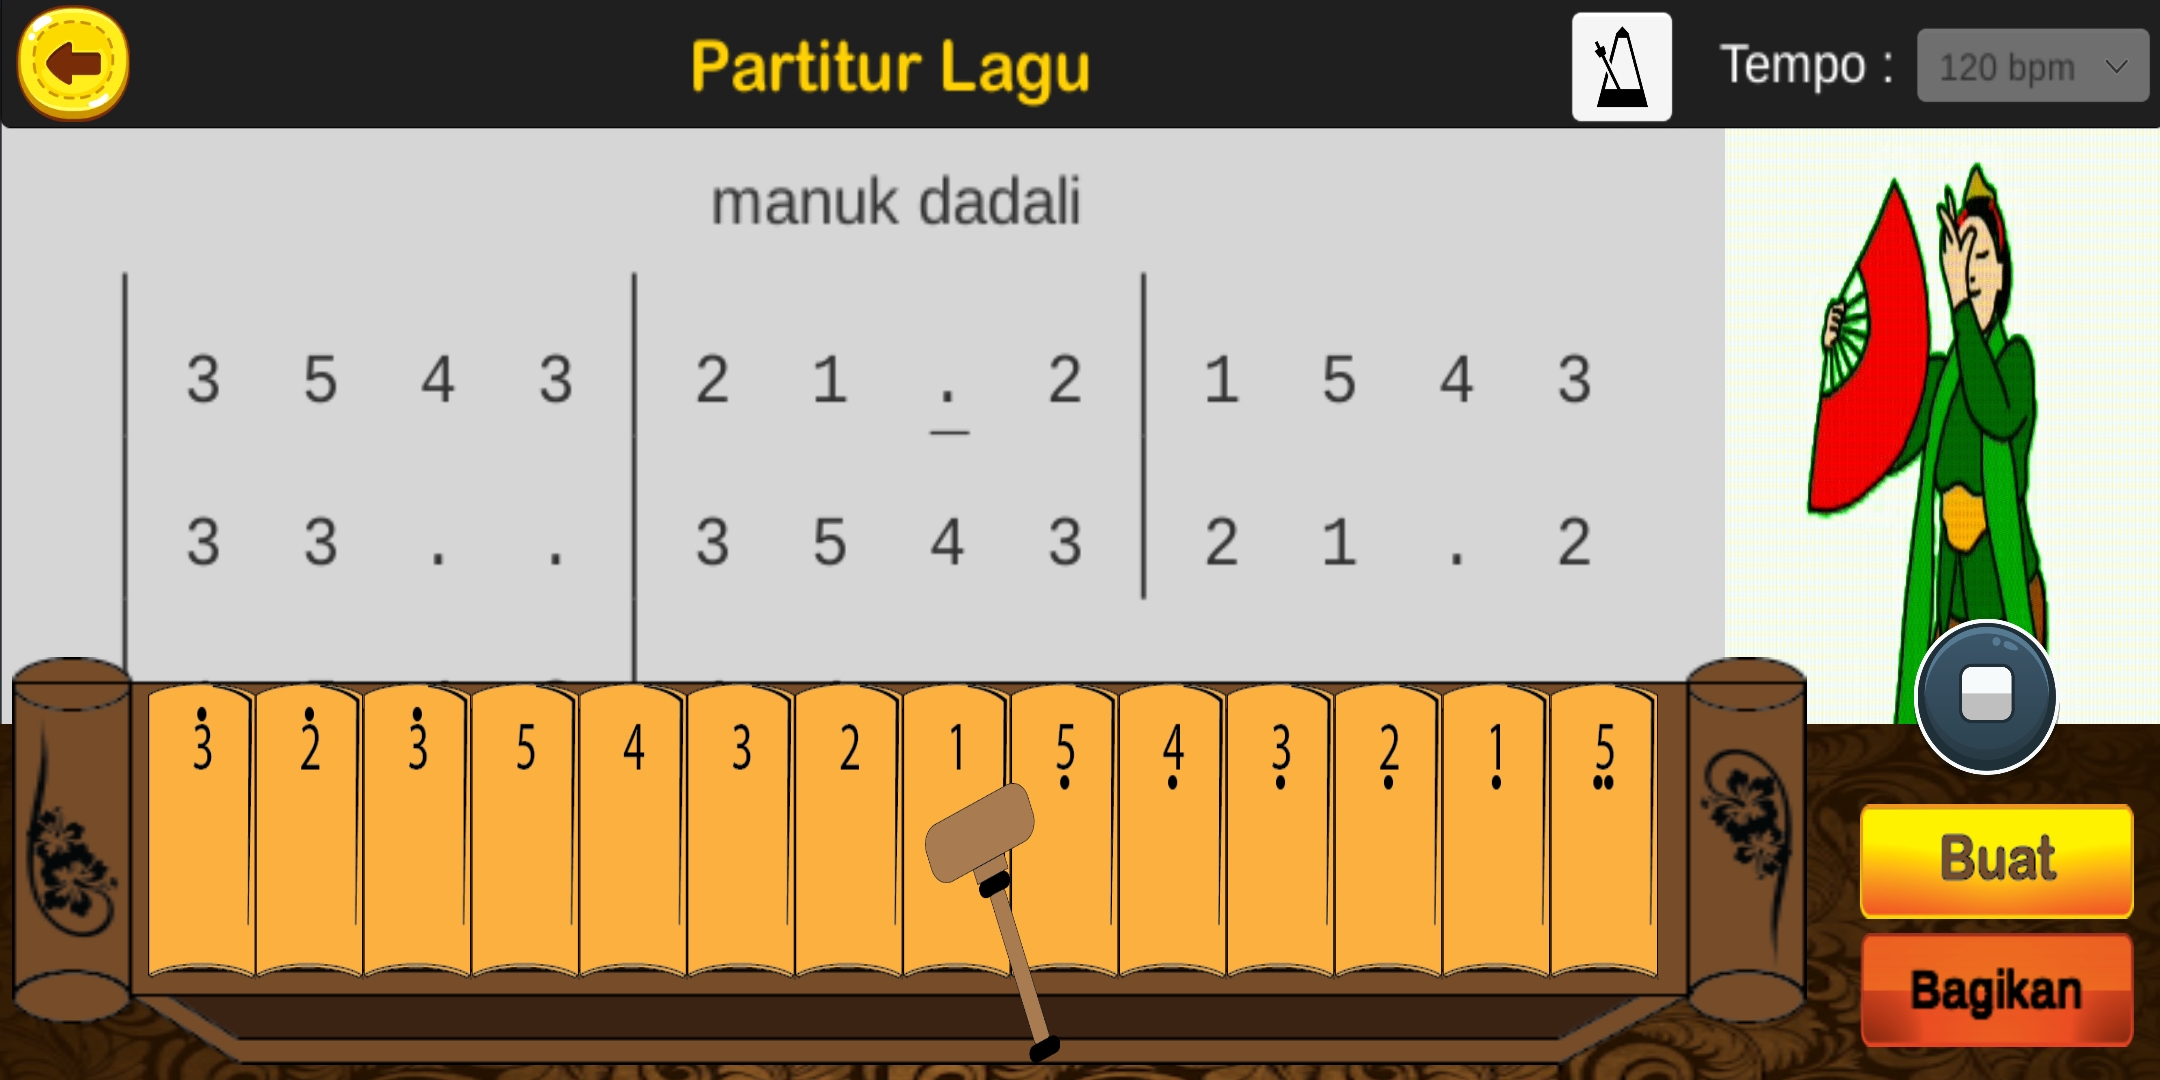 Partitur Lagu
Tempo :
120 bpm
manuk dadali
3 5 4 3 | 2 1 . 2 | 1 5 4 3
3 3 . . | 3 5 4 3 | 2 1 . 2
3̇ 2̇ 3̇ 5 4 3 2 1 5̣ 4̣ 3̣ 2̣ 1̣ 5̤
Buat
Bagikan